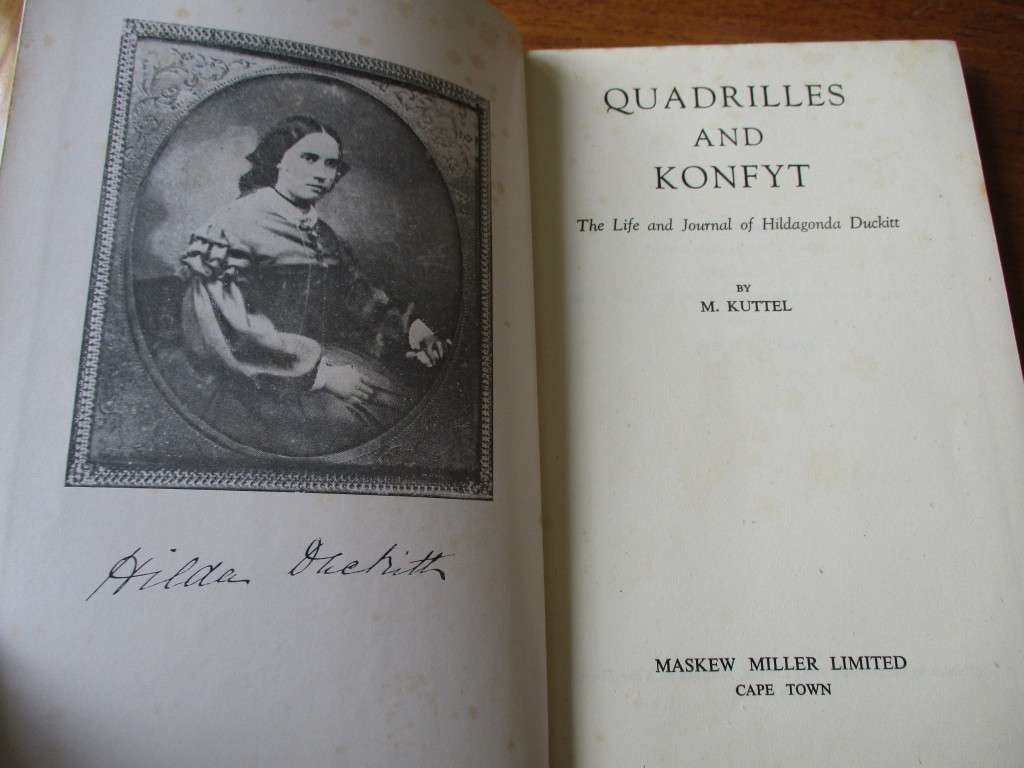 Hilda Duckitt
QUADRILLES
AND
KONFYT
The Life and Journal of Hildagonda Duckitt
BY
M. KUTTEL
MASKEW MILLER LIMITED
CAPE TOWN